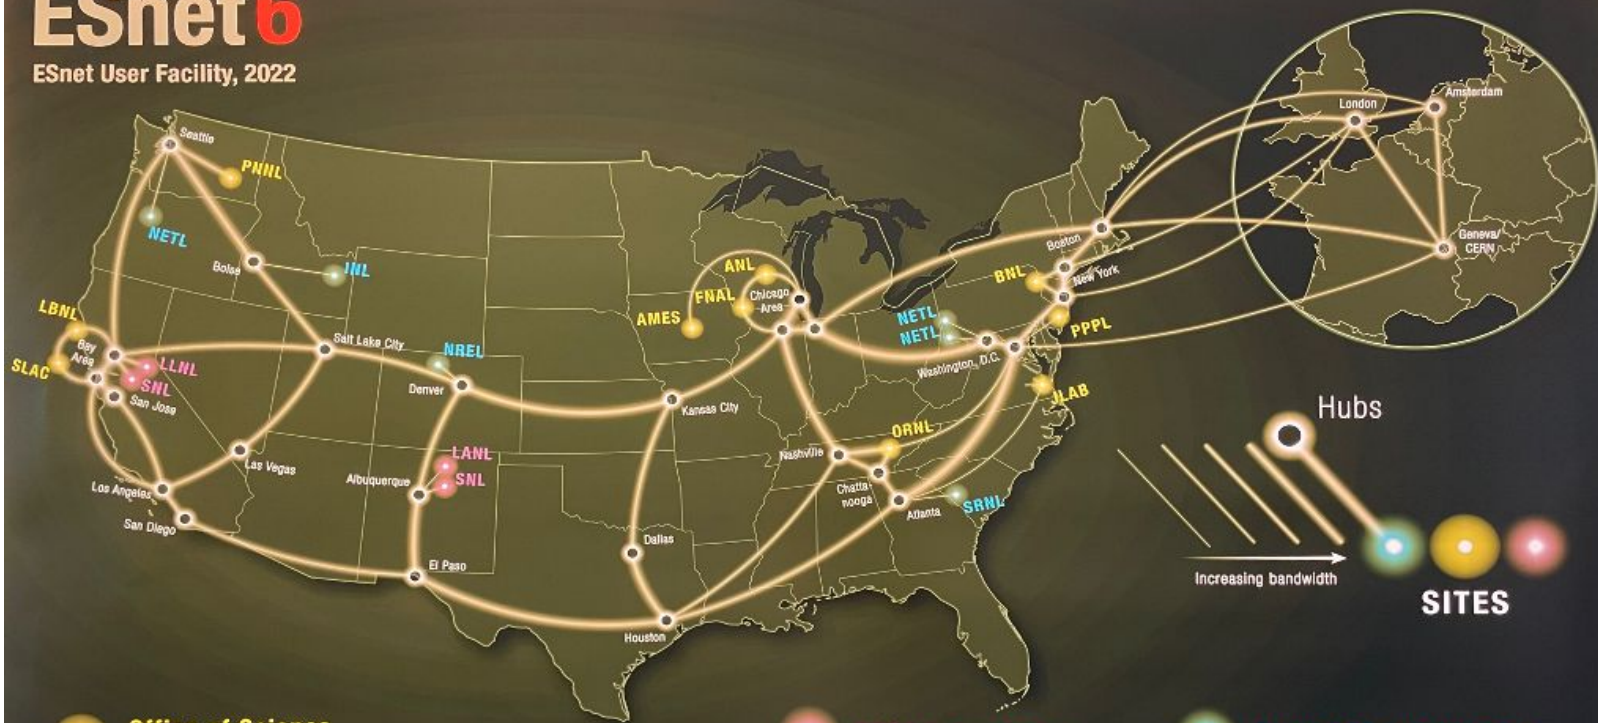 ESnet6
ESnet User Facility, 2022
Seattle
PNNL
NETL
Boise
INL
LBNL
Bay
Area
SLAC
LLNL
SNL
San Jose
Salt Lake City
NREL
Denver
Las Vegas
Los Angeles
San Diego
LANL
Albuquerque
SNL
El Paso
Kansas City
Dallas
Houston
AMES
ANL
FNAL
Chicago
Area
Nashville
ORNL
Chatta-
nooga
Atlanta
SRNL
NETL
NETL
Washington, D.C.
JLAB
PPPL
BNL
New York
Boston
London
Amsterdam
Geneva/
CERN
Hubs
Increasing bandwidth
SITES
Office of Science